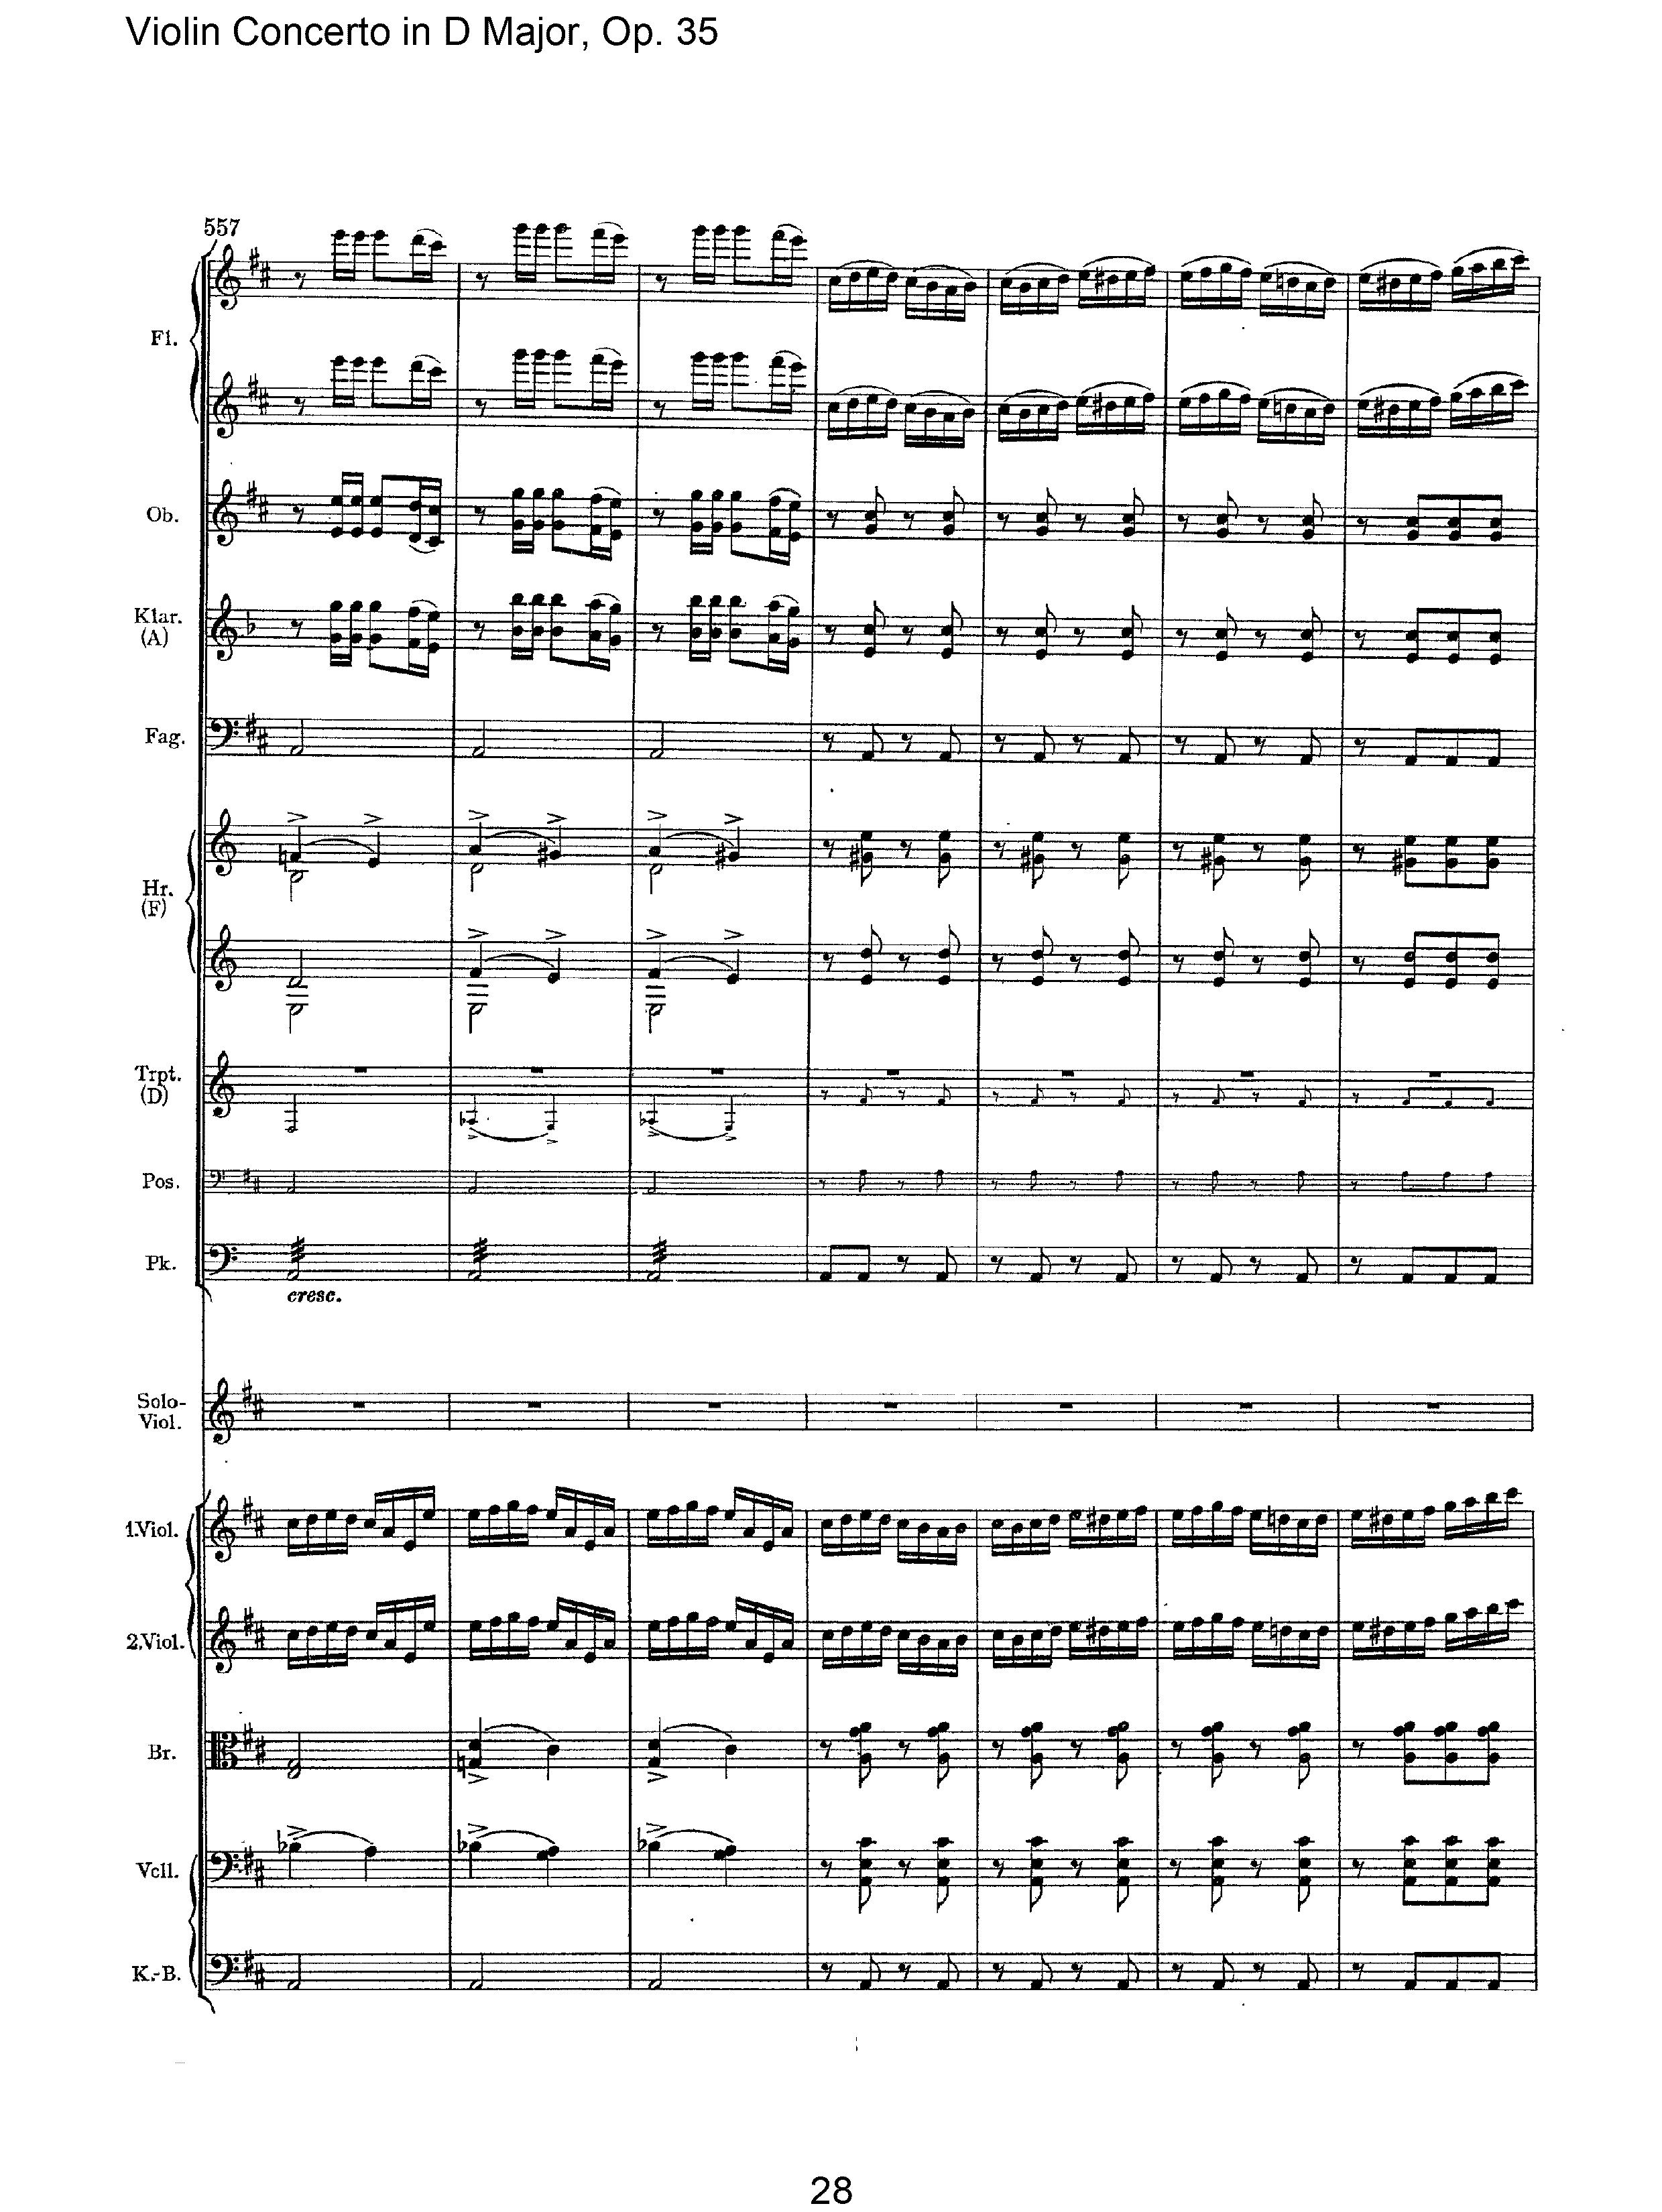 Violin Concerto in D Major, Op. 35
557
Fl.
Ob.
Klar.
(A)
Fag.
Hr.
(F)
Trpt.
(D)
Pos.
Pk.
cresc.
Solo-
Viol.
1.Viol.
2.Viol.
Br.
Vcll.
K.-B.
28